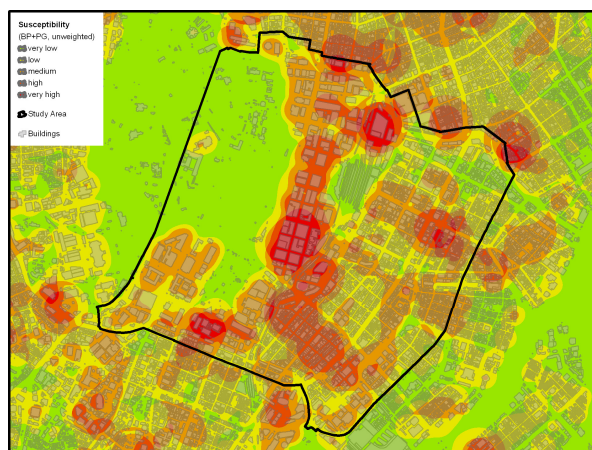 Susceptibility
(BP+PG, unweighted)
very low
low
medium
high
very high
Study Area
Buildings